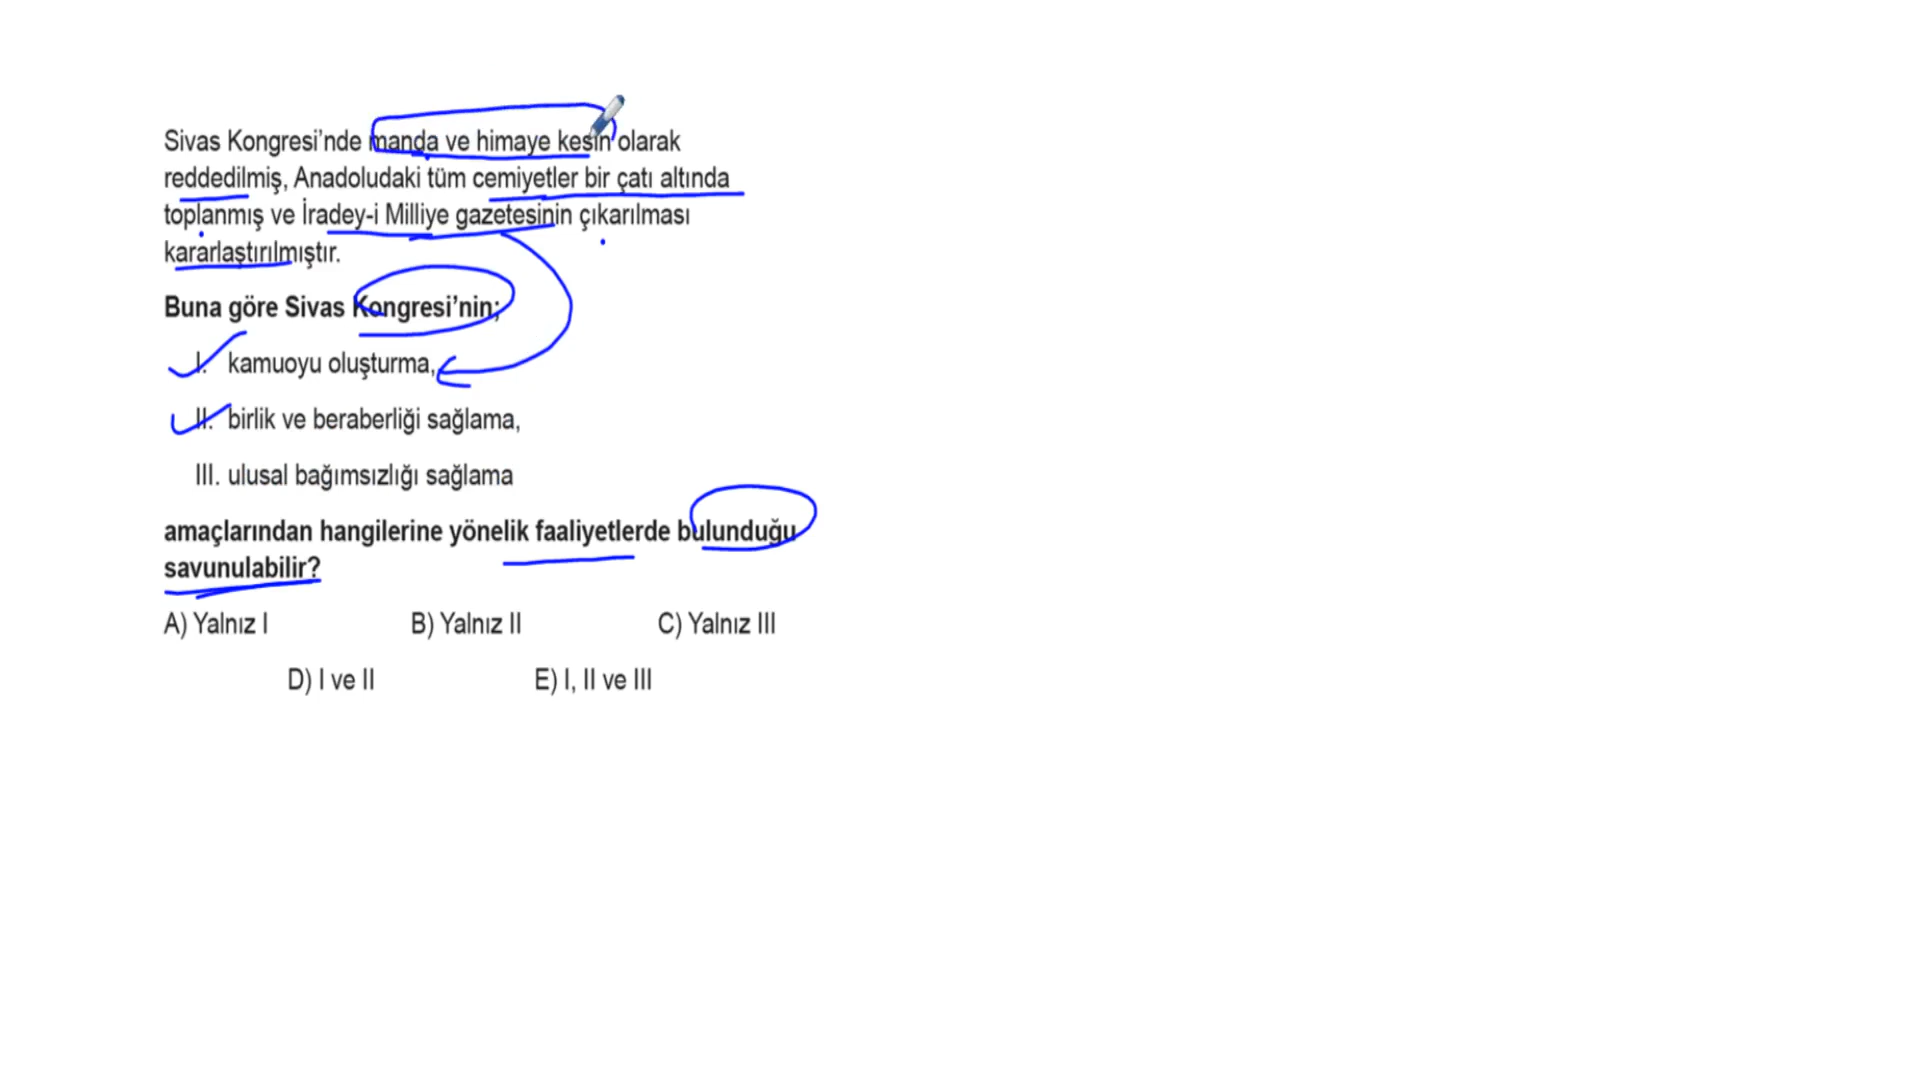 Sivas Kongresi’nde manda ve himaye kesin olarak
reddedilmiş, Anadoludaki tüm cemiyetler bir çatı altında
toplanmış ve İradey-i Milliye gazetesinin çıkarılması
kararlaştırılmıştır.
Buna göre Sivas Kongresi’nin;
I. kamuoyu oluşturma,
II. birlik ve beraberliği sağlama,
III. ulusal bağımsızlığı sağlama
amaçlarından hangilerine yönelik faaliyetlerde bulunduğu
savunulabilir?
A) Yalnız I B) Yalnız II C) Yalnız III
D) I ve II E) I, II ve III